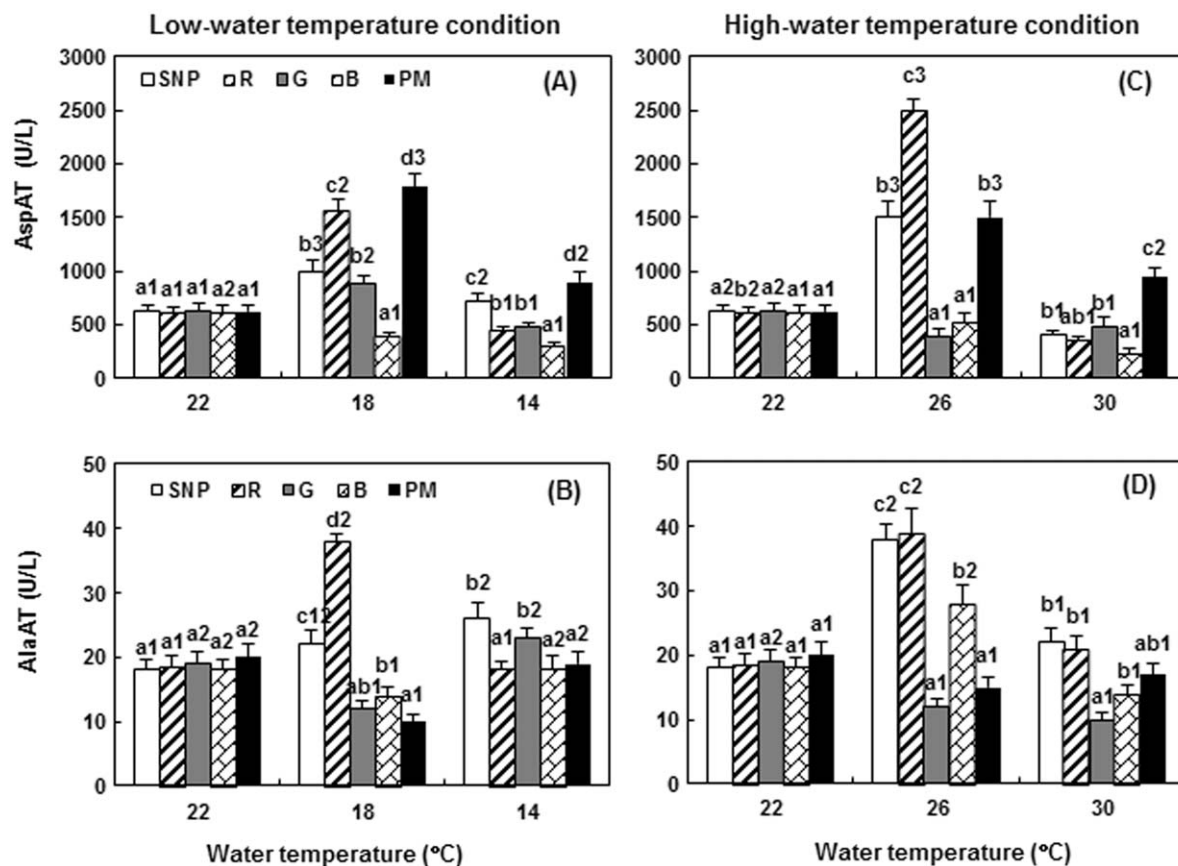 Low-water temperature condition
High-water temperature condition
AspAT (U/L)
3000
2500
2000
1500
1000
500
0
SNP R G B PM
(A)
a1 a1 a1 a2 a1
b3 c2 b2 a1 d3
c2 b1 b1 a1 d2
22 18 14
3000
2500
2000
1500
1000
500
0
(C)
a2 b2 a2 a1 a1
b3 c3 a1 a1 b3
b1 ab1 b1 a1 c2
22 26 30
AlaAT (U/L)
50
40
30
20
10
0
SNP R G B PM
(B)
a1 a1 a2 a2 a2
c12 d2 ab1 b1 a1
b2 a1 b2 a2 a2
22 18 14
Water temperature (°C)
50
40
30
20
10
0
(D)
a1 a1 a2 a1 a1
c2 c2 a1 b2 a1
b1 b1 a1 b1 ab1
22 26 30
Water temperature (°C)